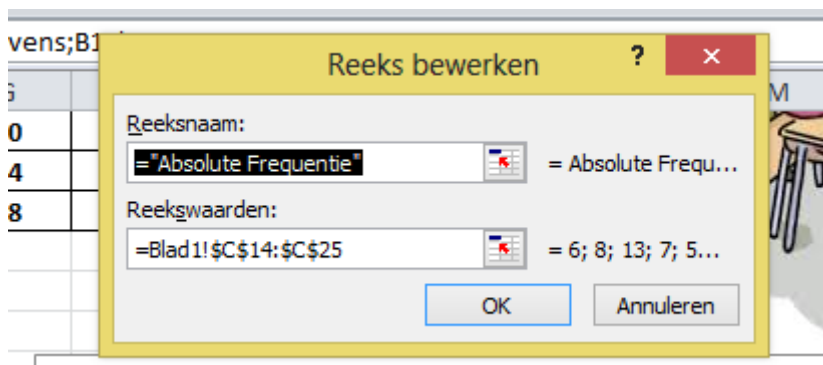 vens;B1
Reeks bewerken ? ×
M
0
4
8
Reeksnaam:
="Absolute Frequentie" = Absolute Frequ...
Reekswaarden:
=Blad1!$C$14:$C$25 = 6; 8; 13; 7; 5...
OK Annuleren